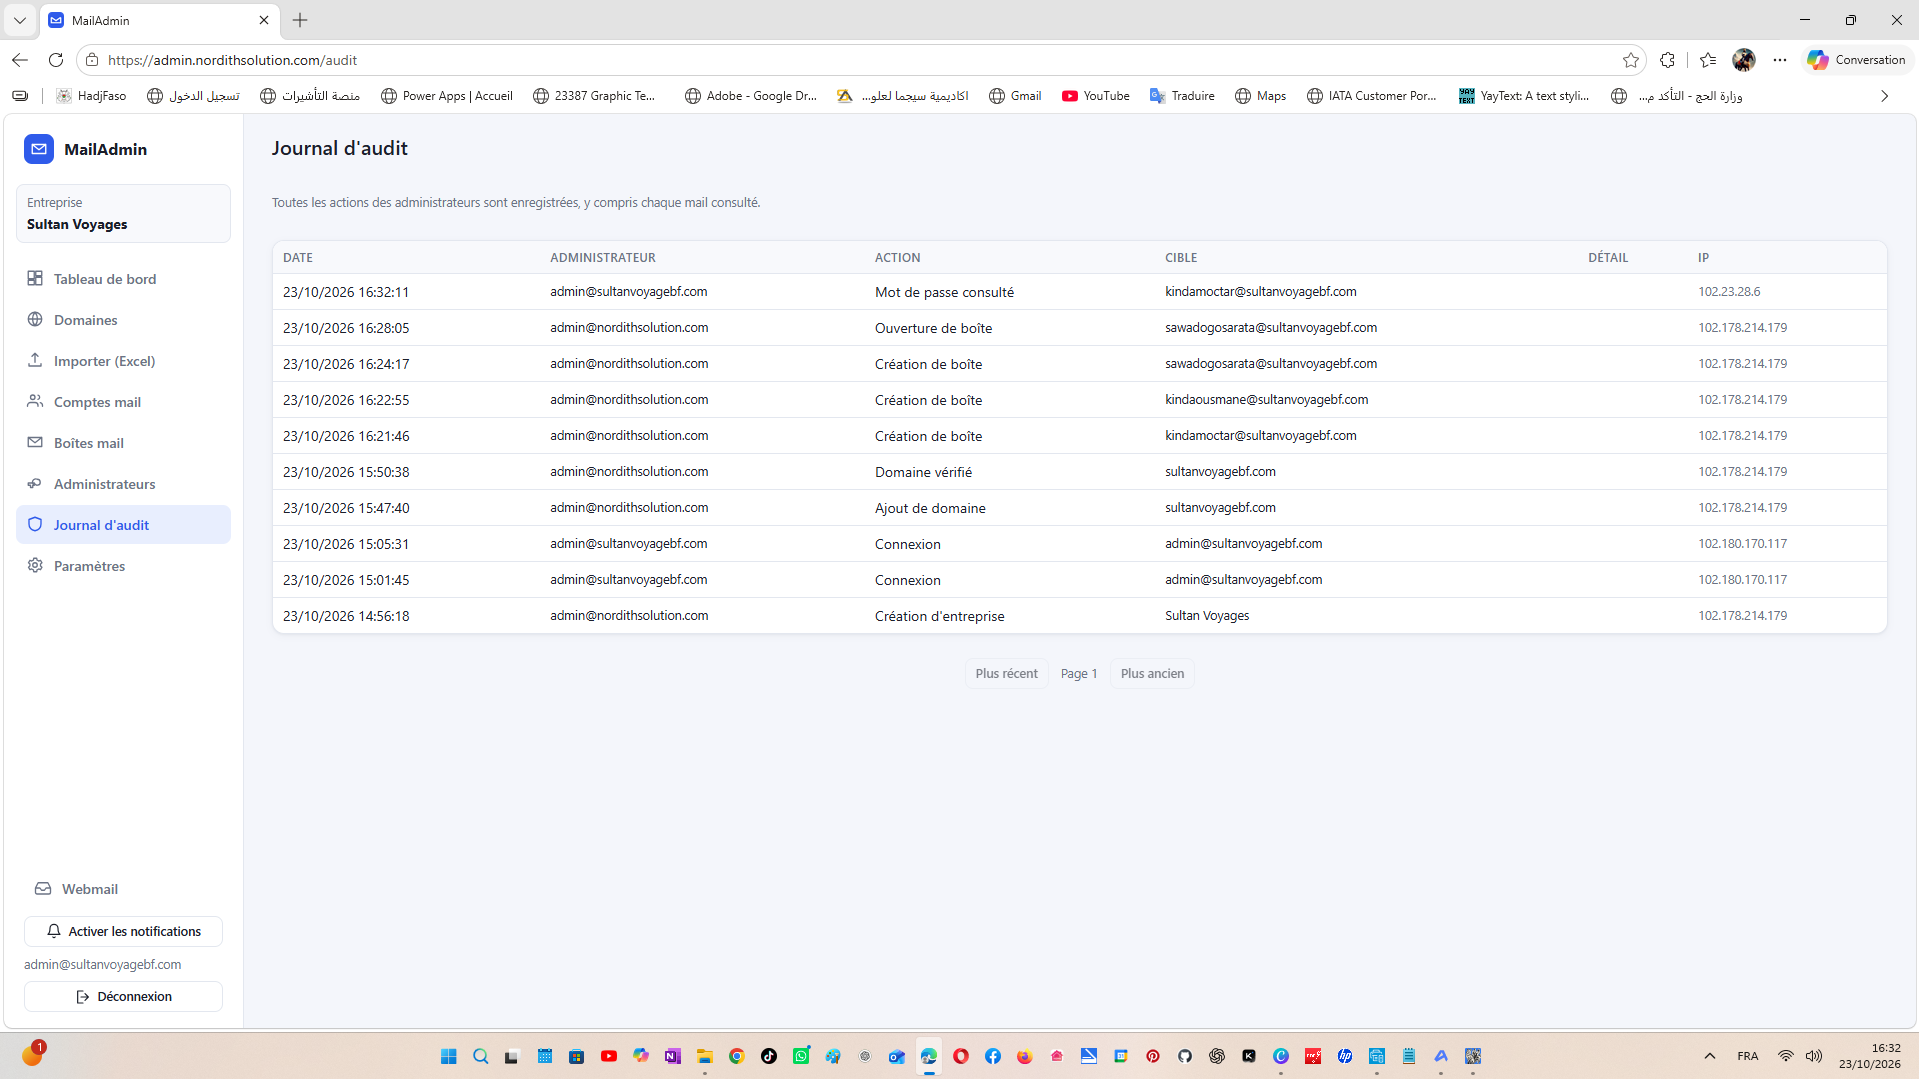 MailAdmin
https://admin.nordithsolution.com/audit
Conversation
HadjFaso
تسجيل الدخول
منصة التأشيرات
Power Apps | Accueil
23387 Graphic Te...
Adobe - Google Dr...
اكاديمية سيجما لعلو...
Gmail
YouTube
Traduire
Maps
IATA Customer Por...
YayText: A text styli...
وزارة الحج - التأكد م...
MailAdmin
Entreprise
Sultan Voyages
Tableau de bord
Domaines
Importer (Excel)
Comptes mail
Boîtes mail
Administrateurs
Journal d'audit
Paramètres
Webmail
Activer les notifications
admin@sultanvoyagebf.com
Déconnexion
Journal d'audit
Toutes les actions des administrateurs sont enregistrées, y compris chaque mail consulté.
DATE ADMINISTRATEUR ACTION CIBLE DÉTAIL IP
23/10/2026 16:32:11 admin@sultanvoyagebf.com Mot de passe consulté kindamoctar@sultanvoyagebf.com 102.23.28.6
23/10/2026 16:28:05 admin@nordithsolution.com Ouverture de boîte sawadogosarata@sultanvoyagebf.com 102.178.214.179
23/10/2026 16:24:17 admin@nordithsolution.com Création de boîte sawadogosarata@sultanvoyagebf.com 102.178.214.179
23/10/2026 16:22:55 admin@nordithsolution.com Création de boîte kindaousmane@sultanvoyagebf.com 102.178.214.179
23/10/2026 16:21:46 admin@nordithsolution.com Création de boîte kindamoctar@sultanvoyagebf.com 102.178.214.179
23/10/2026 15:50:38 admin@nordithsolution.com Domaine vérifié sultanvoyagebf.com 102.178.214.179
23/10/2026 15:47:40 admin@nordithsolution.com Ajout de domaine sultanvoyagebf.com 102.178.214.179
23/10/2026 15:05:31 admin@sultanvoyagebf.com Connexion admin@sultanvoyagebf.com 102.180.170.117
23/10/2026 15:01:45 admin@sultanvoyagebf.com Connexion admin@sultanvoyagebf.com 102.180.170.117
23/10/2026 14:56:18 admin@nordithsolution.com Création d'entreprise Sultan Voyages 102.178.214.179
Plus récent Page 1 Plus ancien
1
FRA
16:32
23/10/2026